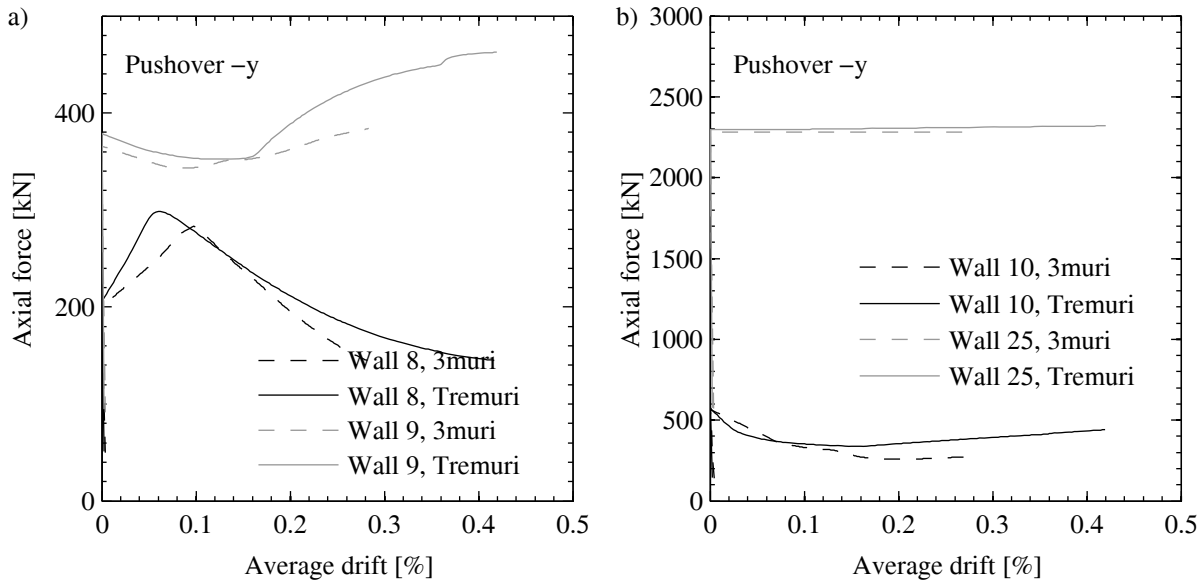 a)
Pushover −y
Axial force [kN]
400
200
0
0 0.1 0.2 0.3 0.4 0.5
Average drift [%]
Wall 8, 3muri
Wall 8, Tremuri
Wall 9, 3muri
Wall 9, Tremuri
b)
Pushover −y
Axial force [kN]
3000
2500
2000
1500
1000
500
0
0 0.1 0.2 0.3 0.4 0.5
Average drift [%]
Wall 10, 3muri
Wall 10, Tremuri
Wall 25, 3muri
Wall 25, Tremuri